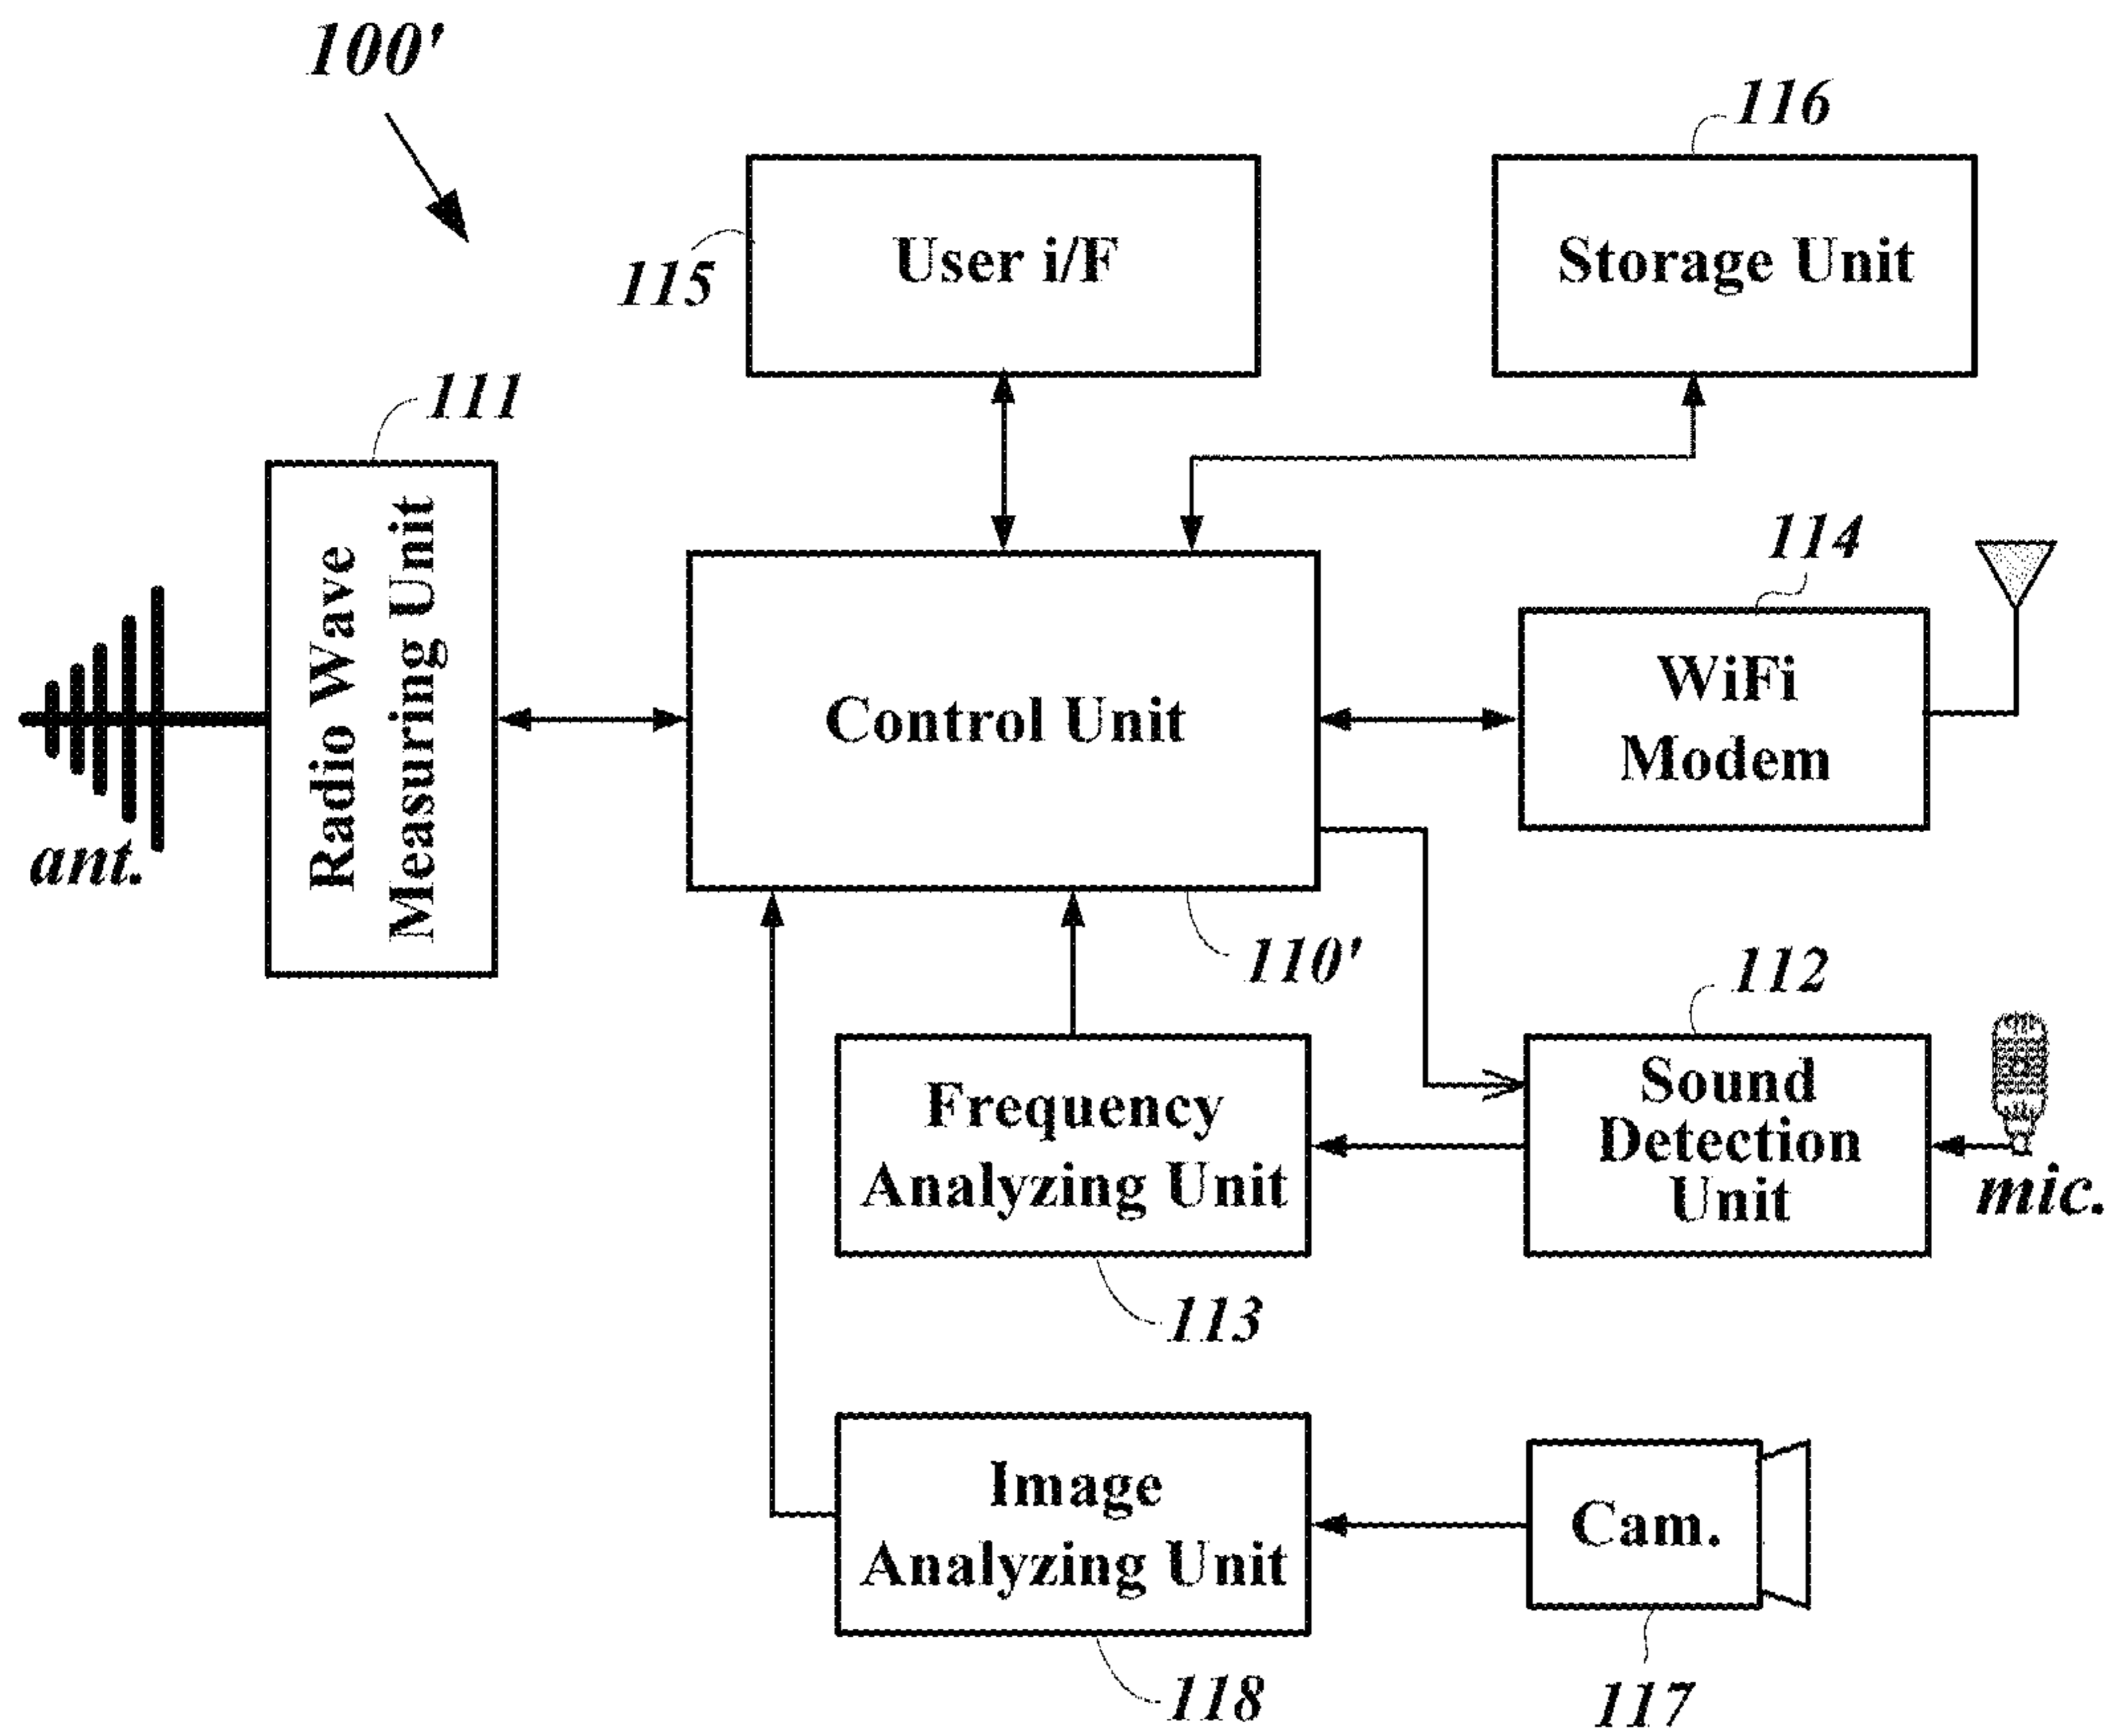 100'
116
115
User i/F
Storage Unit
111
Radio Wave
Measuring Unit
ant.
114
Control Unit
WiFi
Modem
110'
112
Frequency
Analyzing Unit
Sound
Detection
Unit
mic.
113
Image
Analyzing Unit
Cam.
118
117